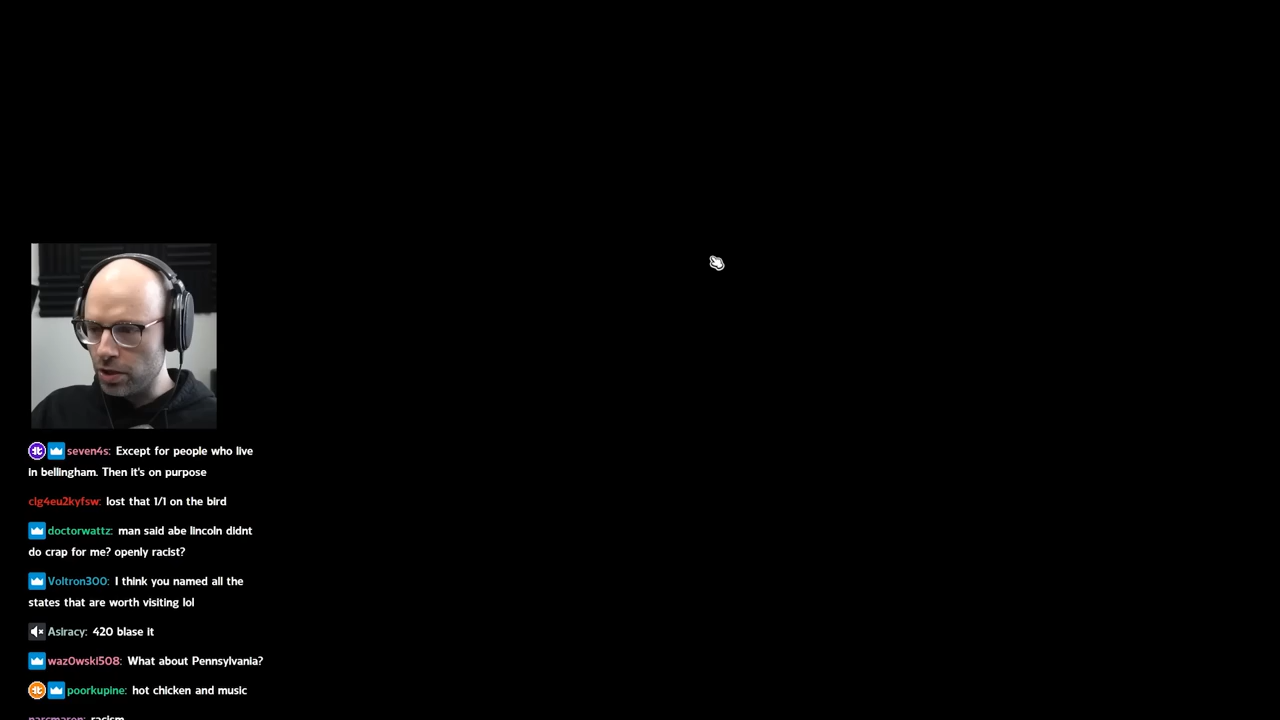 seven4s: Except for people who live
in bellingham. Then it's on purpose
clg4eu2kyfsw: lost that 1/1 on the bird
doctorwattz: man said abe lincoln didnt
do crap for me? openly racist?
Voltron300: I think you named all the
states that are worth visiting lol
Asiracy: 420 blase it
waz0wski508: What about Pennsylvania?
poorkupine: hot chicken and music
narcmaren: racism